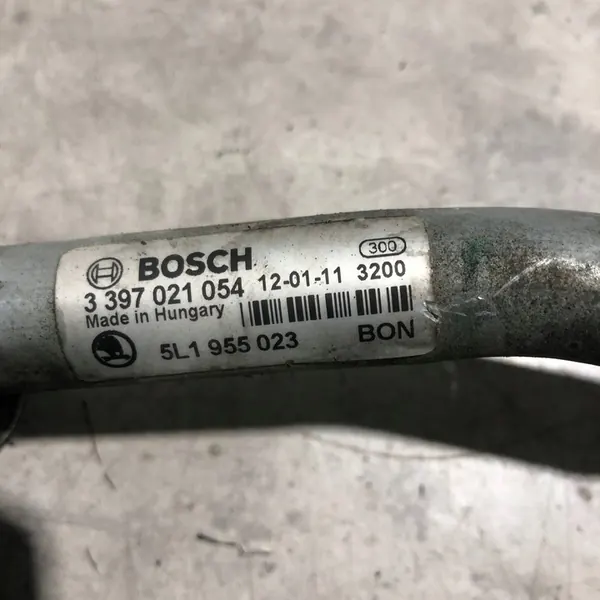 BOSCH 300
3 397 021 054 12-01-11 3200
Made in Hungary
5L1 955 023 BON